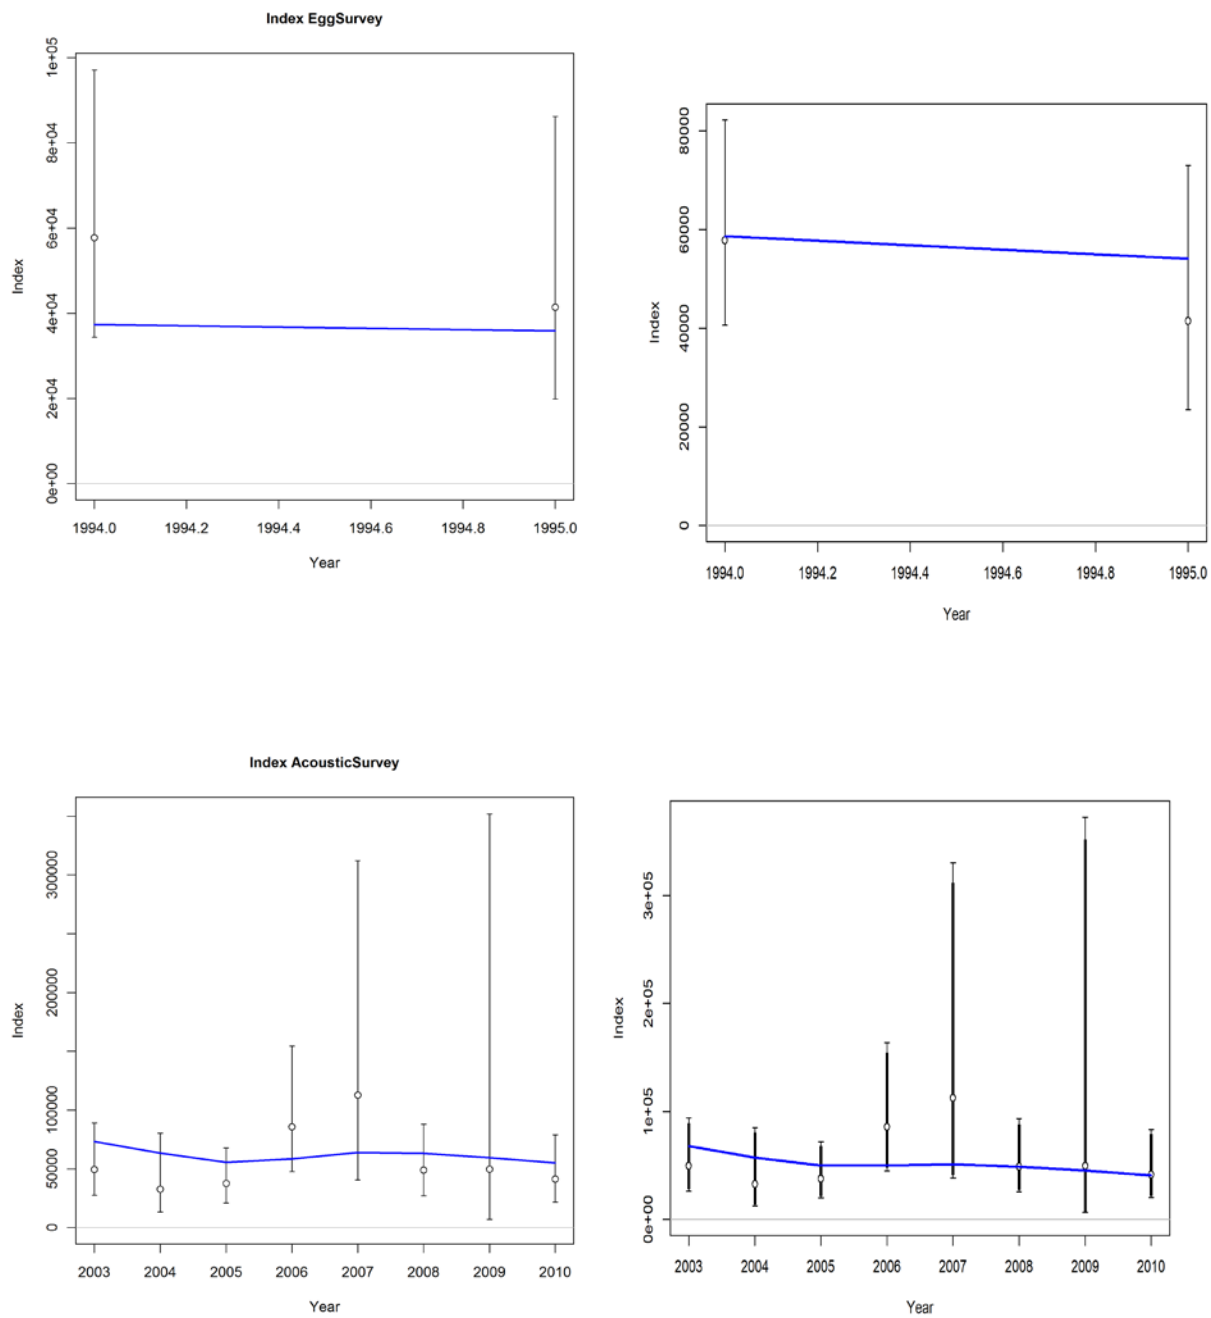 Index EggSurvey
1e+05
8e+04
6e+04
4e+04
2e+04
0e+00
Index
1994.0 1994.2 1994.4 1994.6 1994.8 1995.0
Year
80000
60000
40000
20000
0
Index
1994.0 1994.2 1994.4 1994.6 1994.8 1995.0
Year
Index AcousticSurvey
300000
200000
100000
50000
0
Index
2003 2004 2005 2006 2007 2008 2009 2010
Year
3e+05
2e+05
1e+05
0e+00
Index
2003 2004 2005 2006 2007 2008 2009 2010
Year